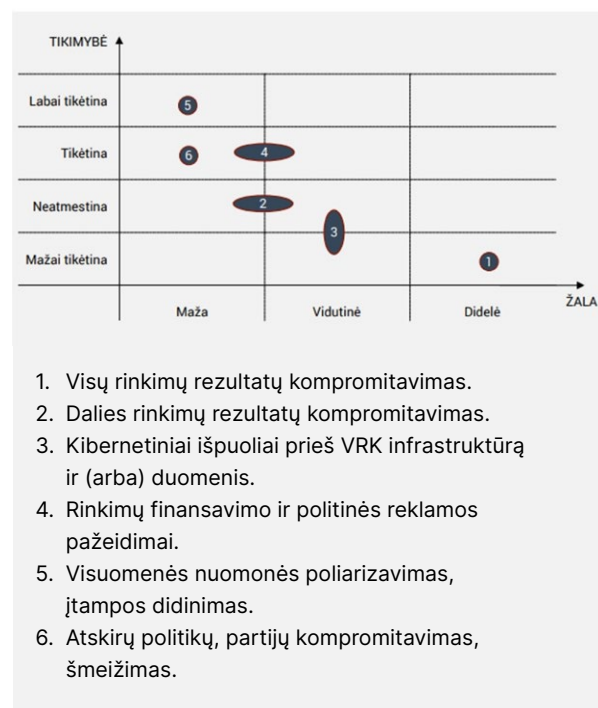 TIKIMYBĖ
Labai tikėtina
5
Tikėtina
6
4
Neatmestina
2
3
Mažai tikėtina
1
ŽALA
Maža
Vidutinė
Didelė
1. Visų rinkimų rezultatų kompromitavimas.
2. Dalies rinkimų rezultatų kompromitavimas.
3. Kibernetiniai išpuoliai prieš VRK infrastruktūrą
ir (arba) duomenis.
4. Rinkimų finansavimo ir politinės reklamos
pažeidimai.
5. Visuomenės nuomonės poliarizavimas,
įtampos didinimas.
6. Atskirų politikų, partijų kompromitavimas,
šmeižimas.